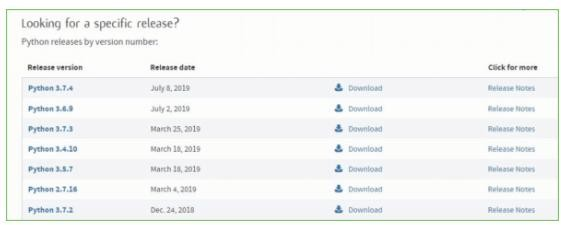 Looking for a specific release?
Python releases by version number:
Release version Release date Click for more
Python 3.7.4 July 8, 2019 Download Release Notes
Python 3.6.9 July 2, 2019 Download Release Notes
Python 3.7.3 March 25, 2019 Download Release Notes
Python 3.4.10 March 18, 2019 Download Release Notes
Python 3.5.7 March 18, 2019 Download Release Notes
Python 2.7.16 March 4, 2019 Download Release Notes
Python 3.7.2 Dec. 24, 2018 Download Release Notes